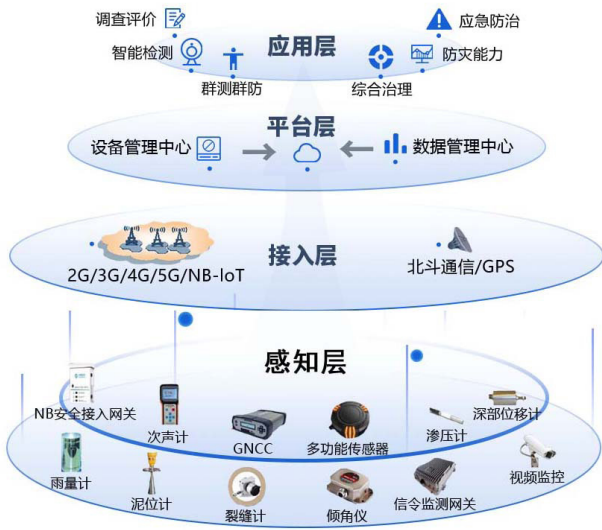 调查评价
应用层
应急防治
智能检测
防灾能力
群测群防
综合治理
平台层
设备管理中心
数据管理中心
接入层
2G/3G/4G/5G/NB-IoT
北斗通信/GPS
感知层
NB安全接入网关
次声计
GNCC
多功能传感器
渗压计
深部位移计
雨量计
泥位计
裂缝计
倾角仪
信令监测网关
视频监控